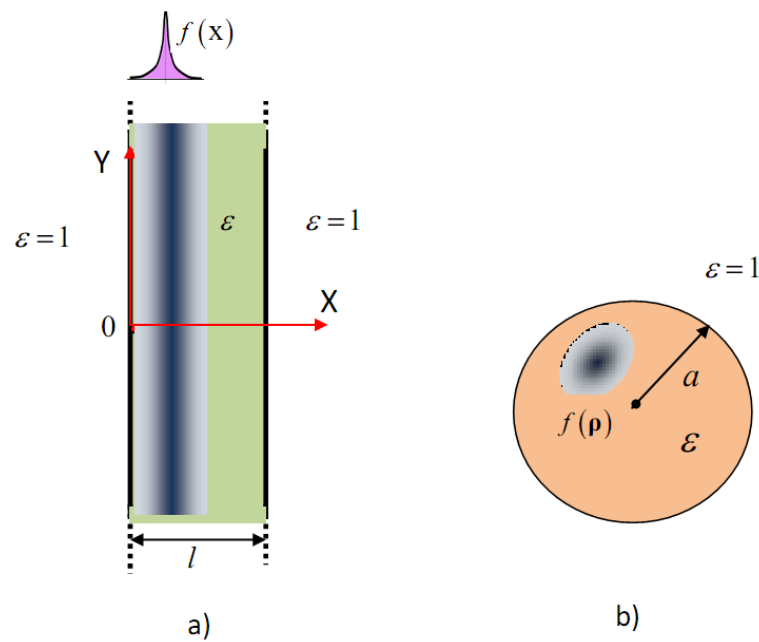 f(x)
Y
ε = 1
ε
ε = 1
X
0
l
a)
ε = 1
a
f(ρ)
ε
b)